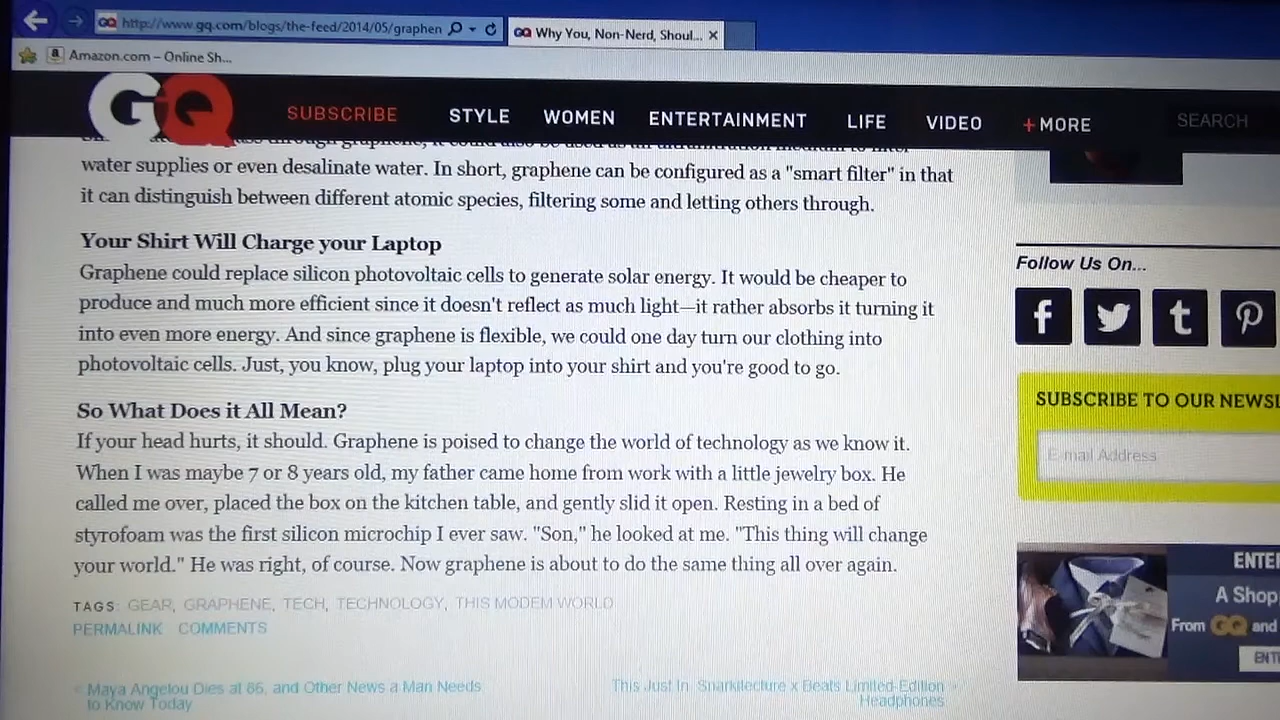 http://www.gq.com/blogs/the-feed/2014/05/graphen
GQ Why You, Non-Nerd, Shoul...
Amazon.com – Online Sh...
GQ
SUBSCRIBE STYLE WOMEN ENTERTAINMENT LIFE VIDEO +MORE SEARCH
water supplies or even desalinate water. In short, graphene can be configured as a "smart filter" in that
it can distinguish between different atomic species, filtering some and letting others through.
Your Shirt Will Charge your Laptop
Graphene could replace silicon photovoltaic cells to generate solar energy. It would be cheaper to
produce and much more efficient since it doesn't reflect as much light—it rather absorbs it turning it
into even more energy. And since graphene is flexible, we could one day turn our clothing into
photovoltaic cells. Just, you know, plug your laptop into your shirt and you're good to go.
So What Does it All Mean?
If your head hurts, it should. Graphene is poised to change the world of technology as we know it.
When I was maybe 7 or 8 years old, my father came home from work with a little jewelry box. He
called me over, placed the box on the kitchen table, and gently slid it open. Resting in a bed of
styrofoam was the first silicon microchip I ever saw. "Son," he looked at me. "This thing will change
your world." He was right, of course. Now graphene is about to do the same thing all over again.
TAGS: GEAR, GRAPHENE, TECH, TECHNOLOGY, THIS MODEM WORLD
PERMALINK COMMENTS
Maya Angelou Dies at 86, and Other News a Man Needs
to Know Today
This Just In: Snarkitecture x Beats Limited-Edition
Headphones
Follow Us On...
SUBSCRIBE TO OUR NEWSL
E-mail Address
ENTE
A Shop
From GQ and
ENT